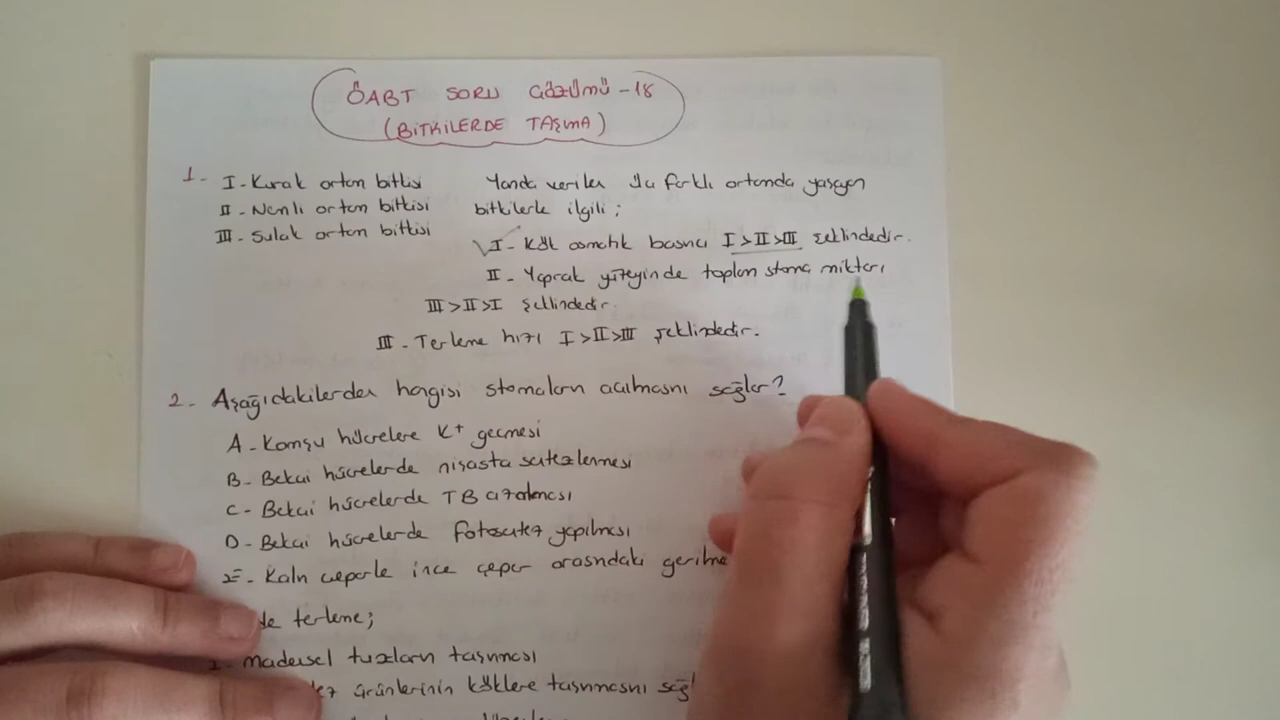 ÖABT SORU ÇÖZÜMÜ - 18
(BİTKİLERDE TAŞIMA)
1- I - Kurak ortam bitkisi
II - Nemli ortam bitkisi
III - Sulak ortam bitkisi
Yanda verilen üç farklı ortamda yaşayan
bitkilerle ilgili;
I - Kök osmotik basıncı I>II>III şeklindedir.
II - Yaprak yüzeyinde toplam stoma miktarı
III>II>I şeklindedir.
III - Terleme hızı I>II>III şeklindedir.
2- Aşağıdakilerden hangisi stomaların açılmasını sağlar?
A - Komşu hücrelere K+ geçmesi
B - Bekçi hücrelerde nişasta sentezlenmesi
C - Bekçi hücrelerde TB azalması
D - Bekçi hücrelerde fotosentez yapılması
E - Kalın çeperle ince çeper arasındaki gerilme
de terleme;
I - madensel tuzların taşınması
ez ürünlerinin köklere taşınmasını sağl